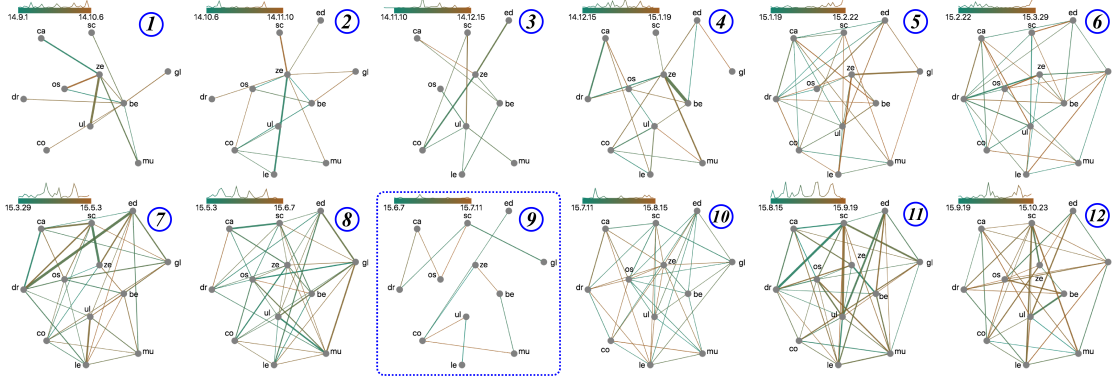 14.9.1 14.10.6 1
sc
ca
ze
gl
os
dr
be
ul
co
mu
14.10.6 14.11.10 2
ed
sc
ze
gl
os
dr
be
ul
co
mu
le
14.11.10 14.12.15 3
ed
sc
ca
ze
os
be
ul
co
mu
le
14.12.15 15.1.19 4
ed
sc
ca
ze
gl
os
dr
be
ul
co
mu
le
15.1.19 15.2.22 5
ed
sc
ca
ze
gl
os
dr
be
ul
co
mu
le
15.2.22 15.3.29 6
ed
sc
ca
ze
gl
os
dr
be
ul
co
mu
le
15.3.29 15.5.3 7
ed
sc
ca
ze
gl
os
dr
be
ul
co
mu
le
15.5.3 15.6.7 8
ed
sc
ca
ze
gl
os
dr
be
ul
co
mu
le
15.6.7 15.7.11 9
ed
sc
ca
ze
gl
os
dr
be
ul
co
mu
le
15.7.11 15.8.15 10
ed
sc
ca
ze
gl
os
dr
be
ul
co
mu
le
15.8.15 15.9.19 11
ed
sc
ca
ze
gl
os
dr
be
ul
co
mu
le
15.9.19 15.10.23 12
ed
sc
ca
ze
gl
os
dr
be
ul
co
mu
le